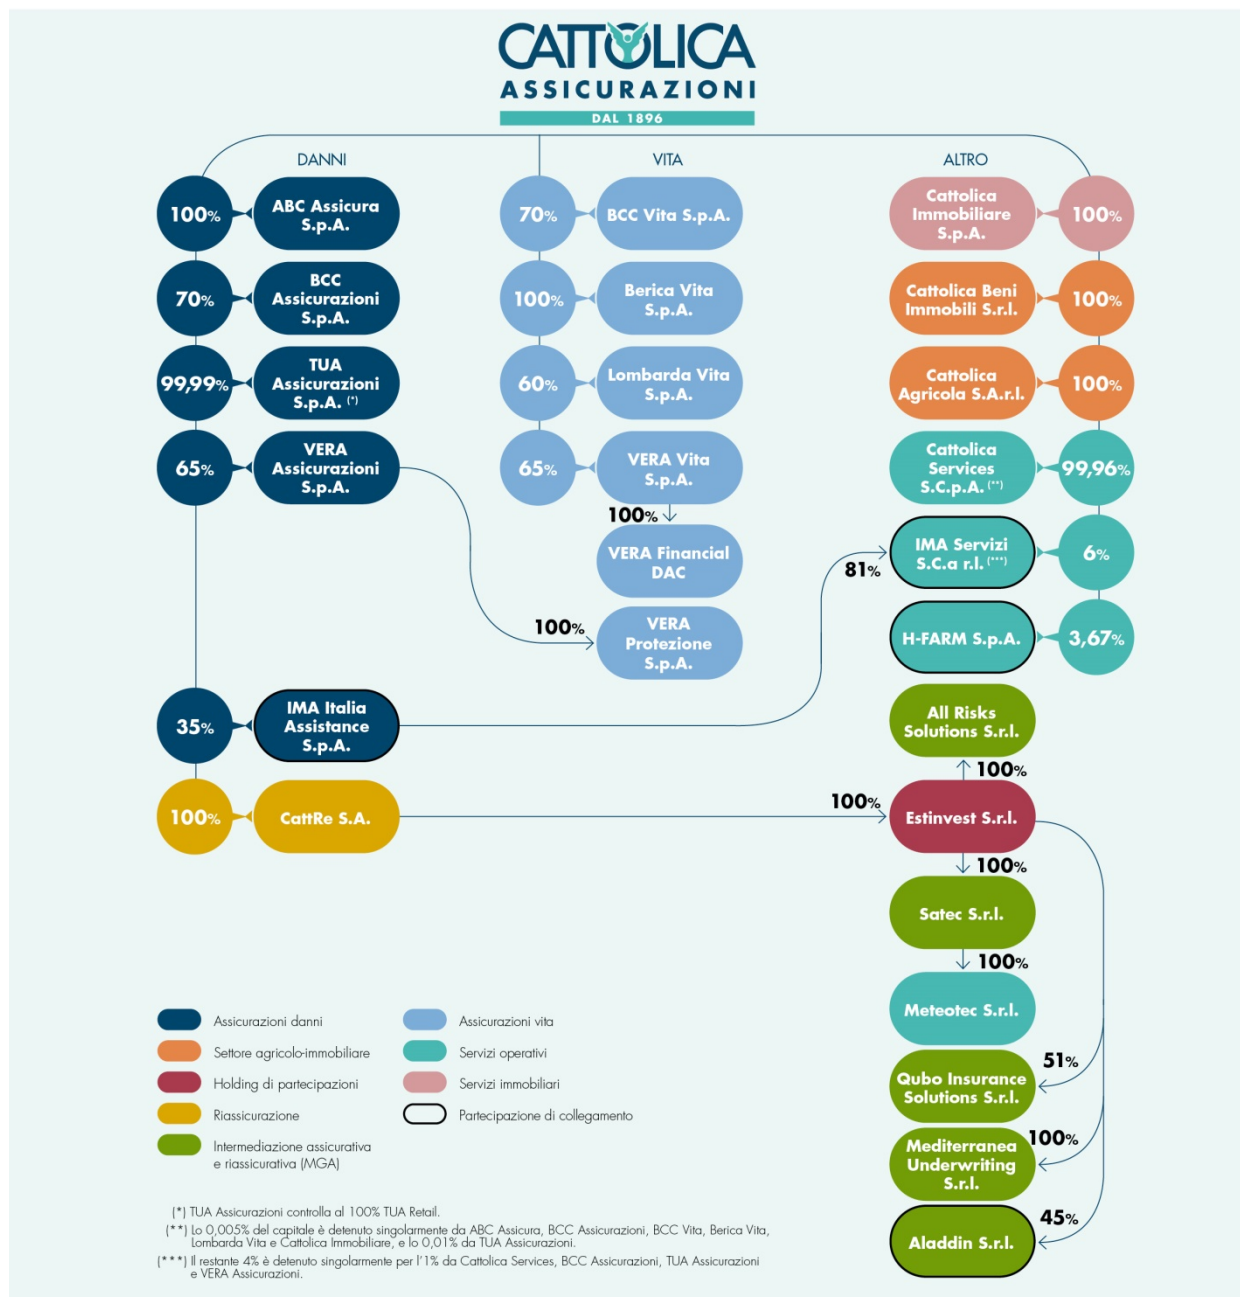 CATTOLICA
ASSICURAZIONI
DAL 1896
DANNI
100%
ABC Assicura
S.p.A.
70%
BCC
Assicurazioni
S.p.A.
99,99%
TUA
Assicurazioni
S.p.A. (*)
65%
VERA
Assicurazioni
S.p.A.
35%
IMA Italia
Assistance
S.p.A.
100%
CattRe S.A.
VITA
70%
BCC Vita S.p.A.
100%
Berica Vita
S.p.A.
60%
Lombarda Vita
S.p.A.
65%
VERA Vita
S.p.A.
100%
VERA Financial
DAC
100%
VERA
Protezione
S.p.A.
ALTRO
Cattolica
Immobiliare
S.p.A.
100%
Cattolica Beni
Immobili S.r.l.
100%
Cattolica
Agricola S.A.r.l.
100%
Cattolica
Services
S.C.p.A. (**)
99,96%
81%
IMA Servizi
S.C.a r.l. (***)
6%
H-FARM S.p.A.
3,67%
All Risks
Solutions S.r.l.
100%
100%
Estinvest S.r.l.
100%
Satec S.r.l.
100%
Meteotec S.r.l.
51%
Qubo Insurance
Solutions S.r.l.
100%
Mediterranea
Underwriting
S.r.l.
45%
Aladdin S.r.l.
Assicurazioni danni
Settore agricolo-immobiliare
Holding di partecipazioni
Riassicurazione
Intermediazione assicurativa
e riassicurativa (MGA)
Assicurazioni vita
Servizi operativi
Servizi immobiliari
Partecipazione di collegamento
(*) TUA Assicurazioni controlla al 100% TUA Retail.
(**) Lo 0,005% del capitale è detenuto singolarmente da ABC Assicura, BCC Assicurazioni, BCC Vita, Berica Vita,
Lombarda Vita e Cattolica Immobiliare, e lo 0,01% da TUA Assicurazioni.
(***) Il restante 4% è detenuto singolarmente per l'1% da Cattolica Services, BCC Assicurazioni, TUA Assicurazioni
e VERA Assicurazioni.